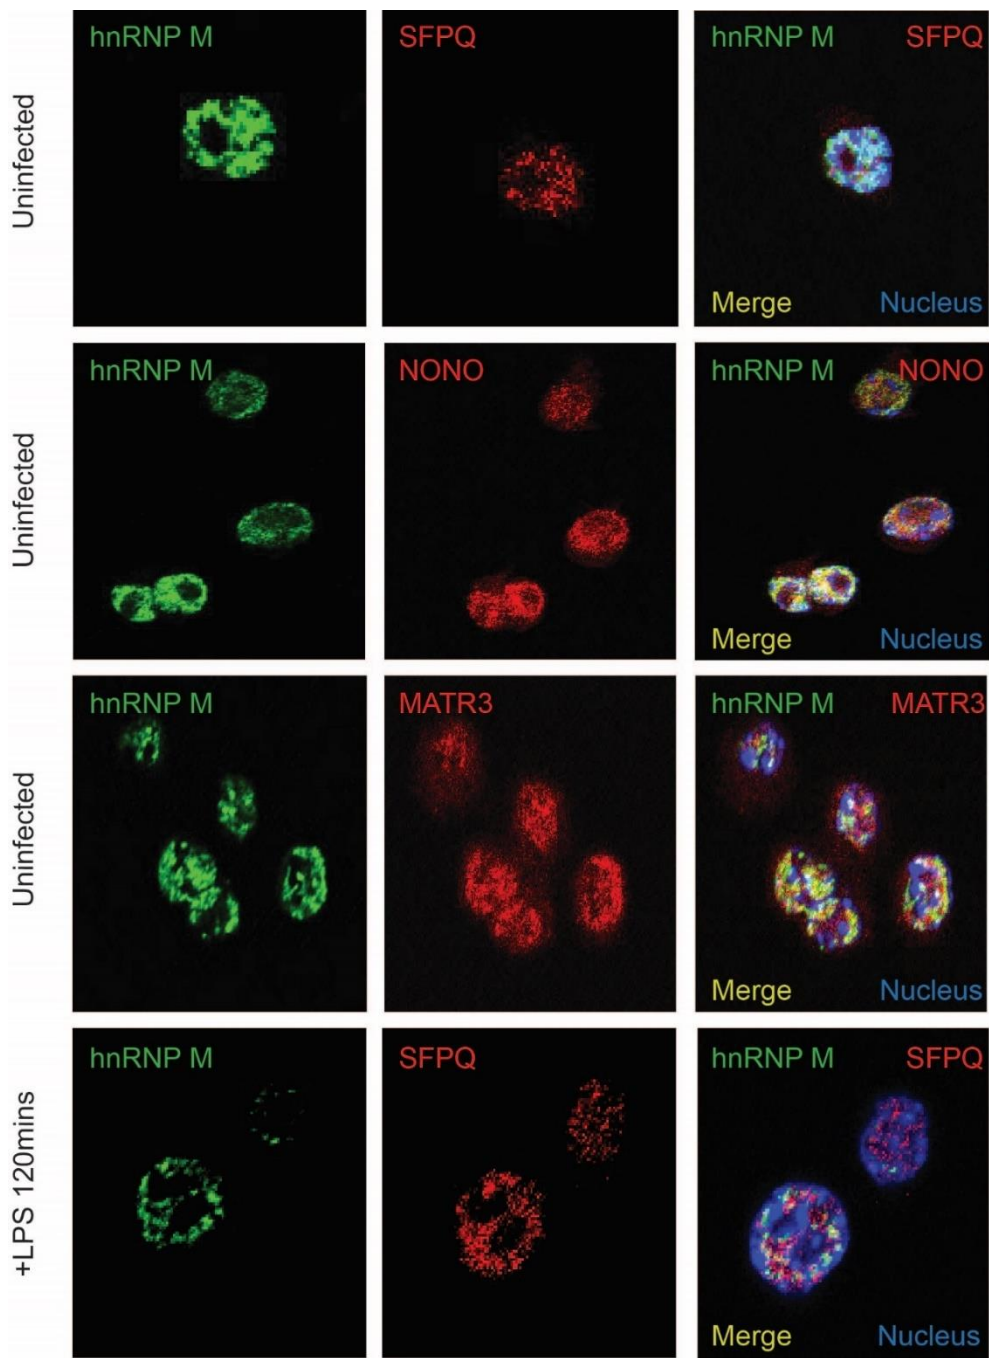 Uninfected
hnRNP M
SFPQ
hnRNP M SFPQ
Merge Nucleus
Uninfected
hnRNP M
NONO
hnRNP M NONO
Merge Nucleus
Uninfected
hnRNP M
MATR3
hnRNP M MATR3
Merge Nucleus
+LPS 120mins
hnRNP M
SFPQ
hnRNP M SFPQ
Merge Nucleus